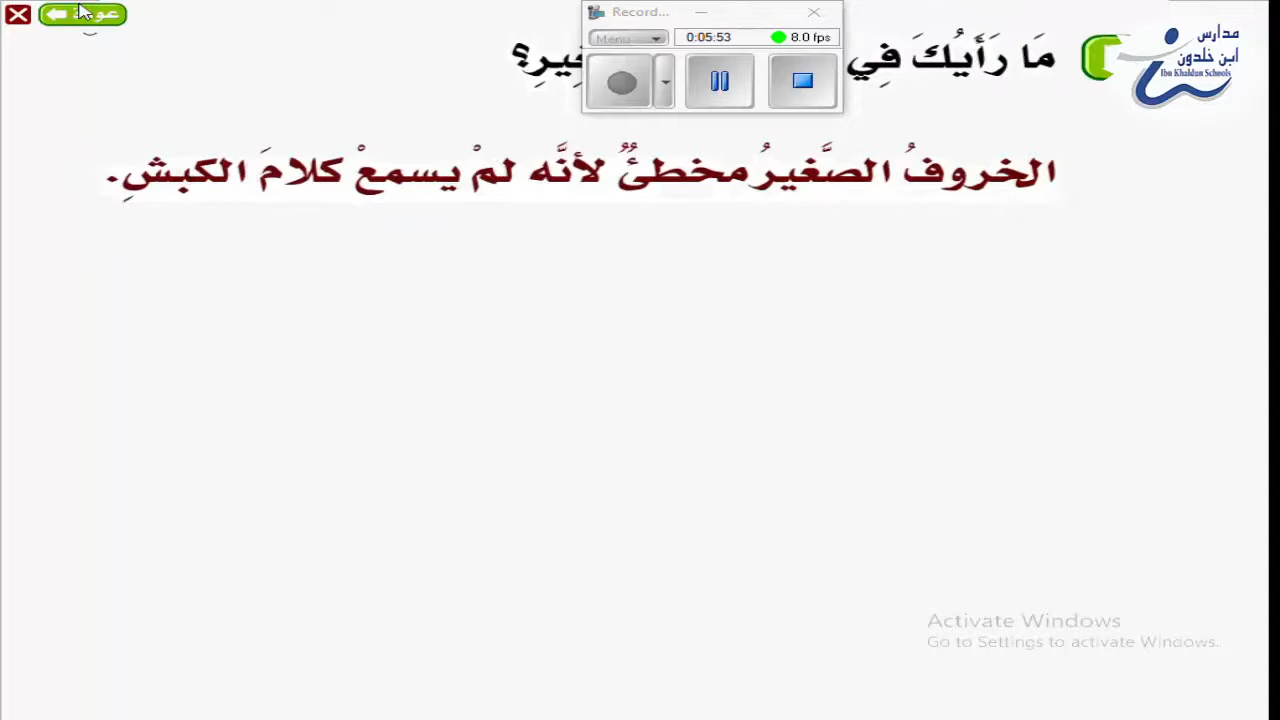 عودة
Record...
Menu
0:05:53
8.0 fps
مدارس
ابن خلدون
Ibn Khaldun Schools
مَا رَأَيُكَ فِي
الخروفُ الصَّغيرُ مخطئٌ لأنَّه لمْ يسمعْ كلامَ الكبشِ.
Activate Windows
Go to Settings to activate Windows.